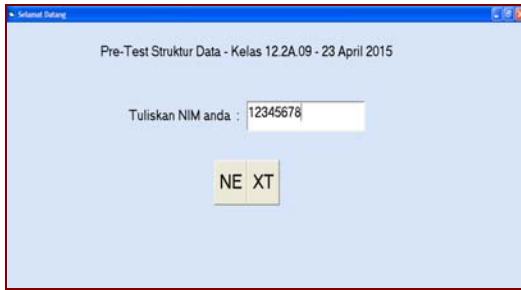 Selamat Datang
Pre-Test Struktur Data - Kelas 12.2A.09 - 23 April 2015
Tuliskan NIM anda : 12345678
NE XT